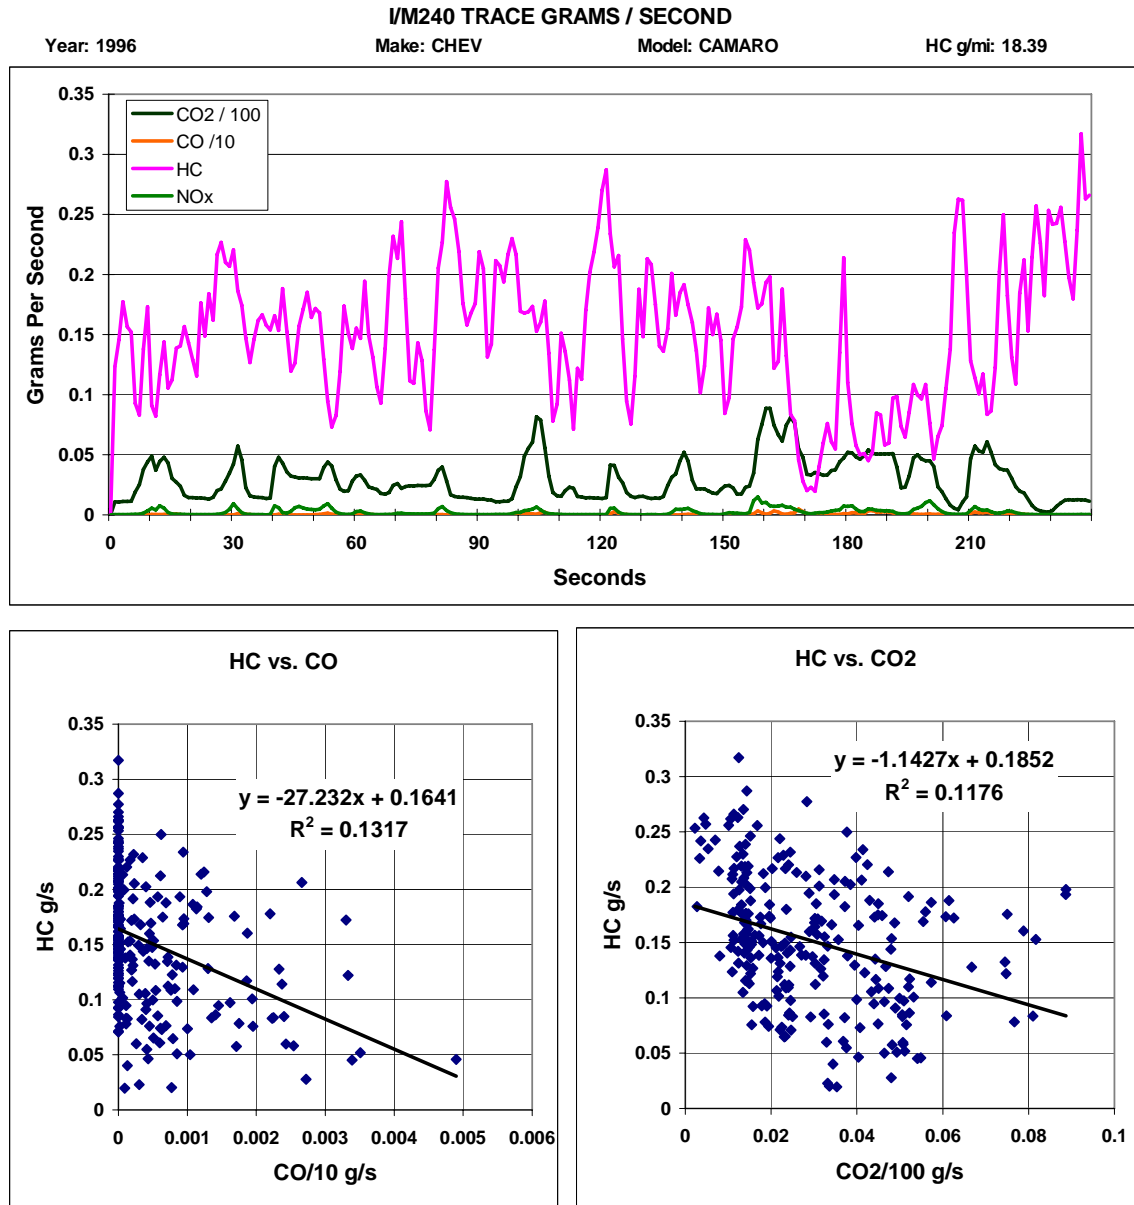 I/M240 TRACE GRAMS / SECOND
Year: 1996 Make: CHEV Model: CAMARO HC g/mi: 18.39
0.35
0.3
0.25
0.2
0.15
0.1
0.05
0
Grams Per Second
CO2 / 100
CO /10
HC
NOx
0 30 60 90 120 150 180 210
Seconds
HC vs. CO
0.35
0.3
0.25
0.2
0.15
0.1
0.05
0
HC g/s
y = -27.232x + 0.1641
R² = 0.1317
0 0.001 0.002 0.003 0.004 0.005 0.006
CO/10 g/s
HC vs. CO2
0.35
0.3
0.25
0.2
0.15
0.1
0.05
0
HC g/s
y = -1.1427x + 0.1852
R² = 0.1176
0 0.02 0.04 0.06 0.08 0.1
CO2/100 g/s